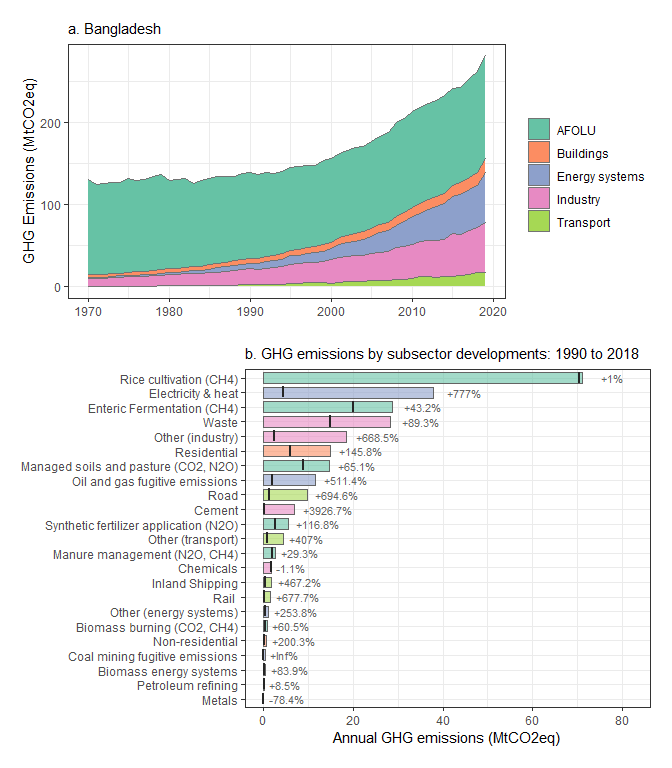 a. Bangladesh
GHG Emissions (MtCO2eq)
200
100
0
1970
1980
1990
2000
2010
2020
AFOLU
Buildings
Energy systems
Industry
Transport
b. GHG emissions by subsector developments: 1990 to 2018
Rice cultivation (CH4) +1%
Electricity & heat +777%
Enteric Fermentation (CH4) +43.2%
Waste +89.3%
Other (industry) +668.5%
Residential +145.8%
Managed soils and pasture (CO2, N2O) +65.1%
Oil and gas fugitive emissions +511.4%
Road +694.6%
Cement +3926.7%
Synthetic fertilizer application (N2O) +116.8%
Other (transport) +407%
Manure management (N2O, CH4) +29.3%
Chemicals -1.1%
Inland Shipping +467.2%
Rail +677.7%
Other (energy systems) +253.8%
Biomass burning (CO2, CH4) +60.5%
Non-residential +200.3%
Coal mining fugitive emissions +Inf%
Biomass energy systems +83.9%
Petroleum refining +8.5%
Metals -78.4%
0
20
40
60
80
Annual GHG emissions (MtCO2eq)